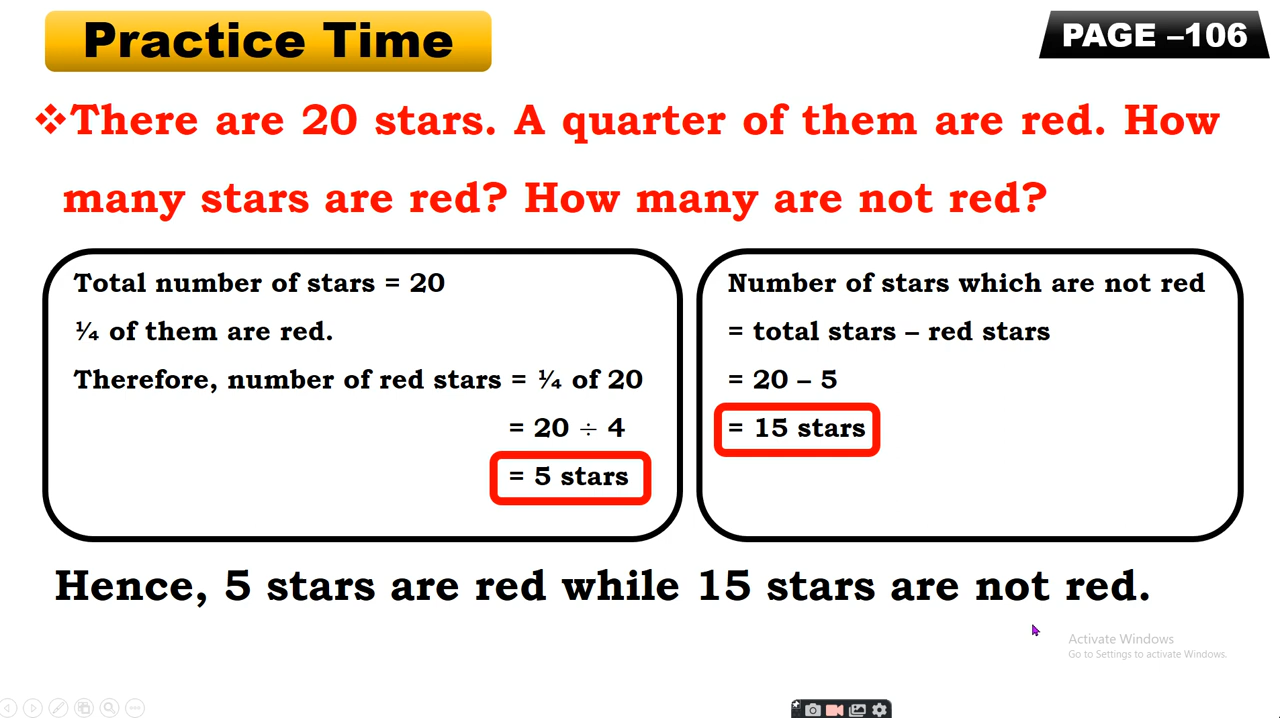 Practice Time
PAGE –106
❖There are 20 stars. A quarter of them are red. How
many stars are red? How many are not red?
Total number of stars = 20
¼ of them are red.
Therefore, number of red stars = ¼ of 20
= 20 ÷ 4
= 5 stars
Number of stars which are not red
= total stars – red stars
= 20 – 5
= 15 stars
Hence, 5 stars are red while 15 stars are not red.
Activate Windows
Go to Settings to activate Windows.